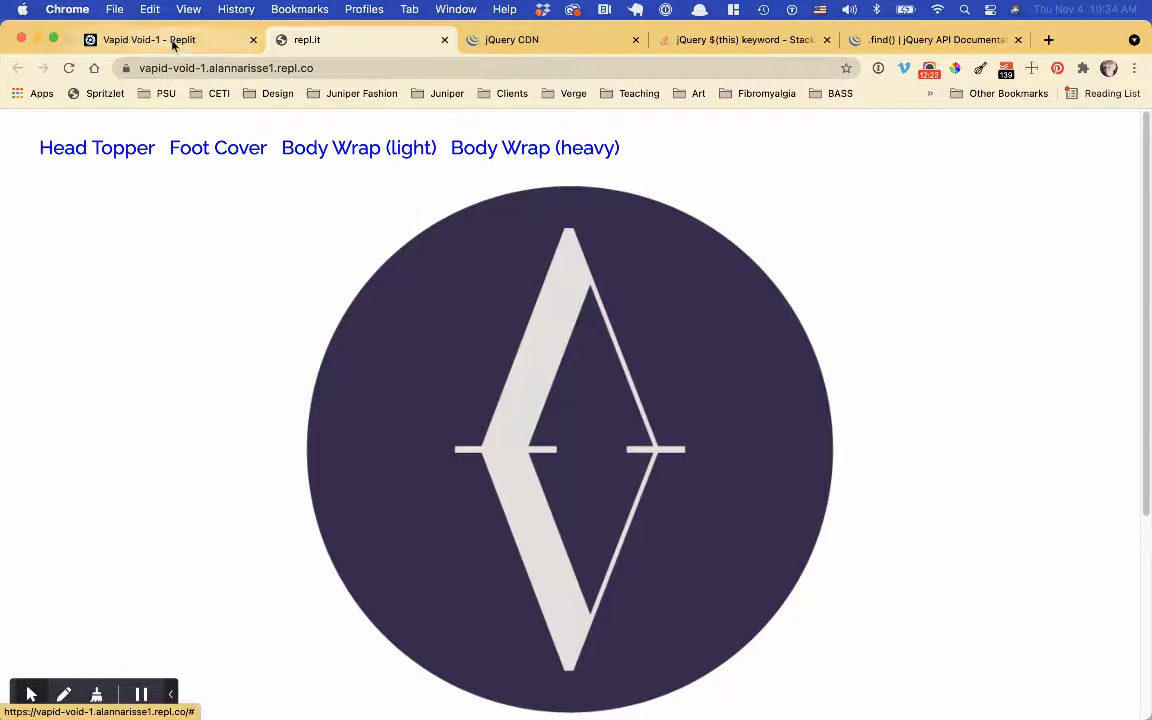 Chrome File Edit View History Bookmarks Profiles Tab Window Help Thu Nov 4 10:34 AM
Vapid Void-1 - Replit repl.it jQuery CDN jQuery $(this) keyword - Stack .find() | jQuery API Documenta
vapid-void-1.alannarisse1.repl.co 12:22 139
Apps Spritzlet PSU CETI Design Juniper Fashion Juniper Clients Verge Teaching Art Fibromyalgia BASS » Other Bookmarks Reading List
Head Topper Foot Cover Body Wrap (light) Body Wrap (heavy)
https://vapid-void-1.alannarisse1.repl.co/#